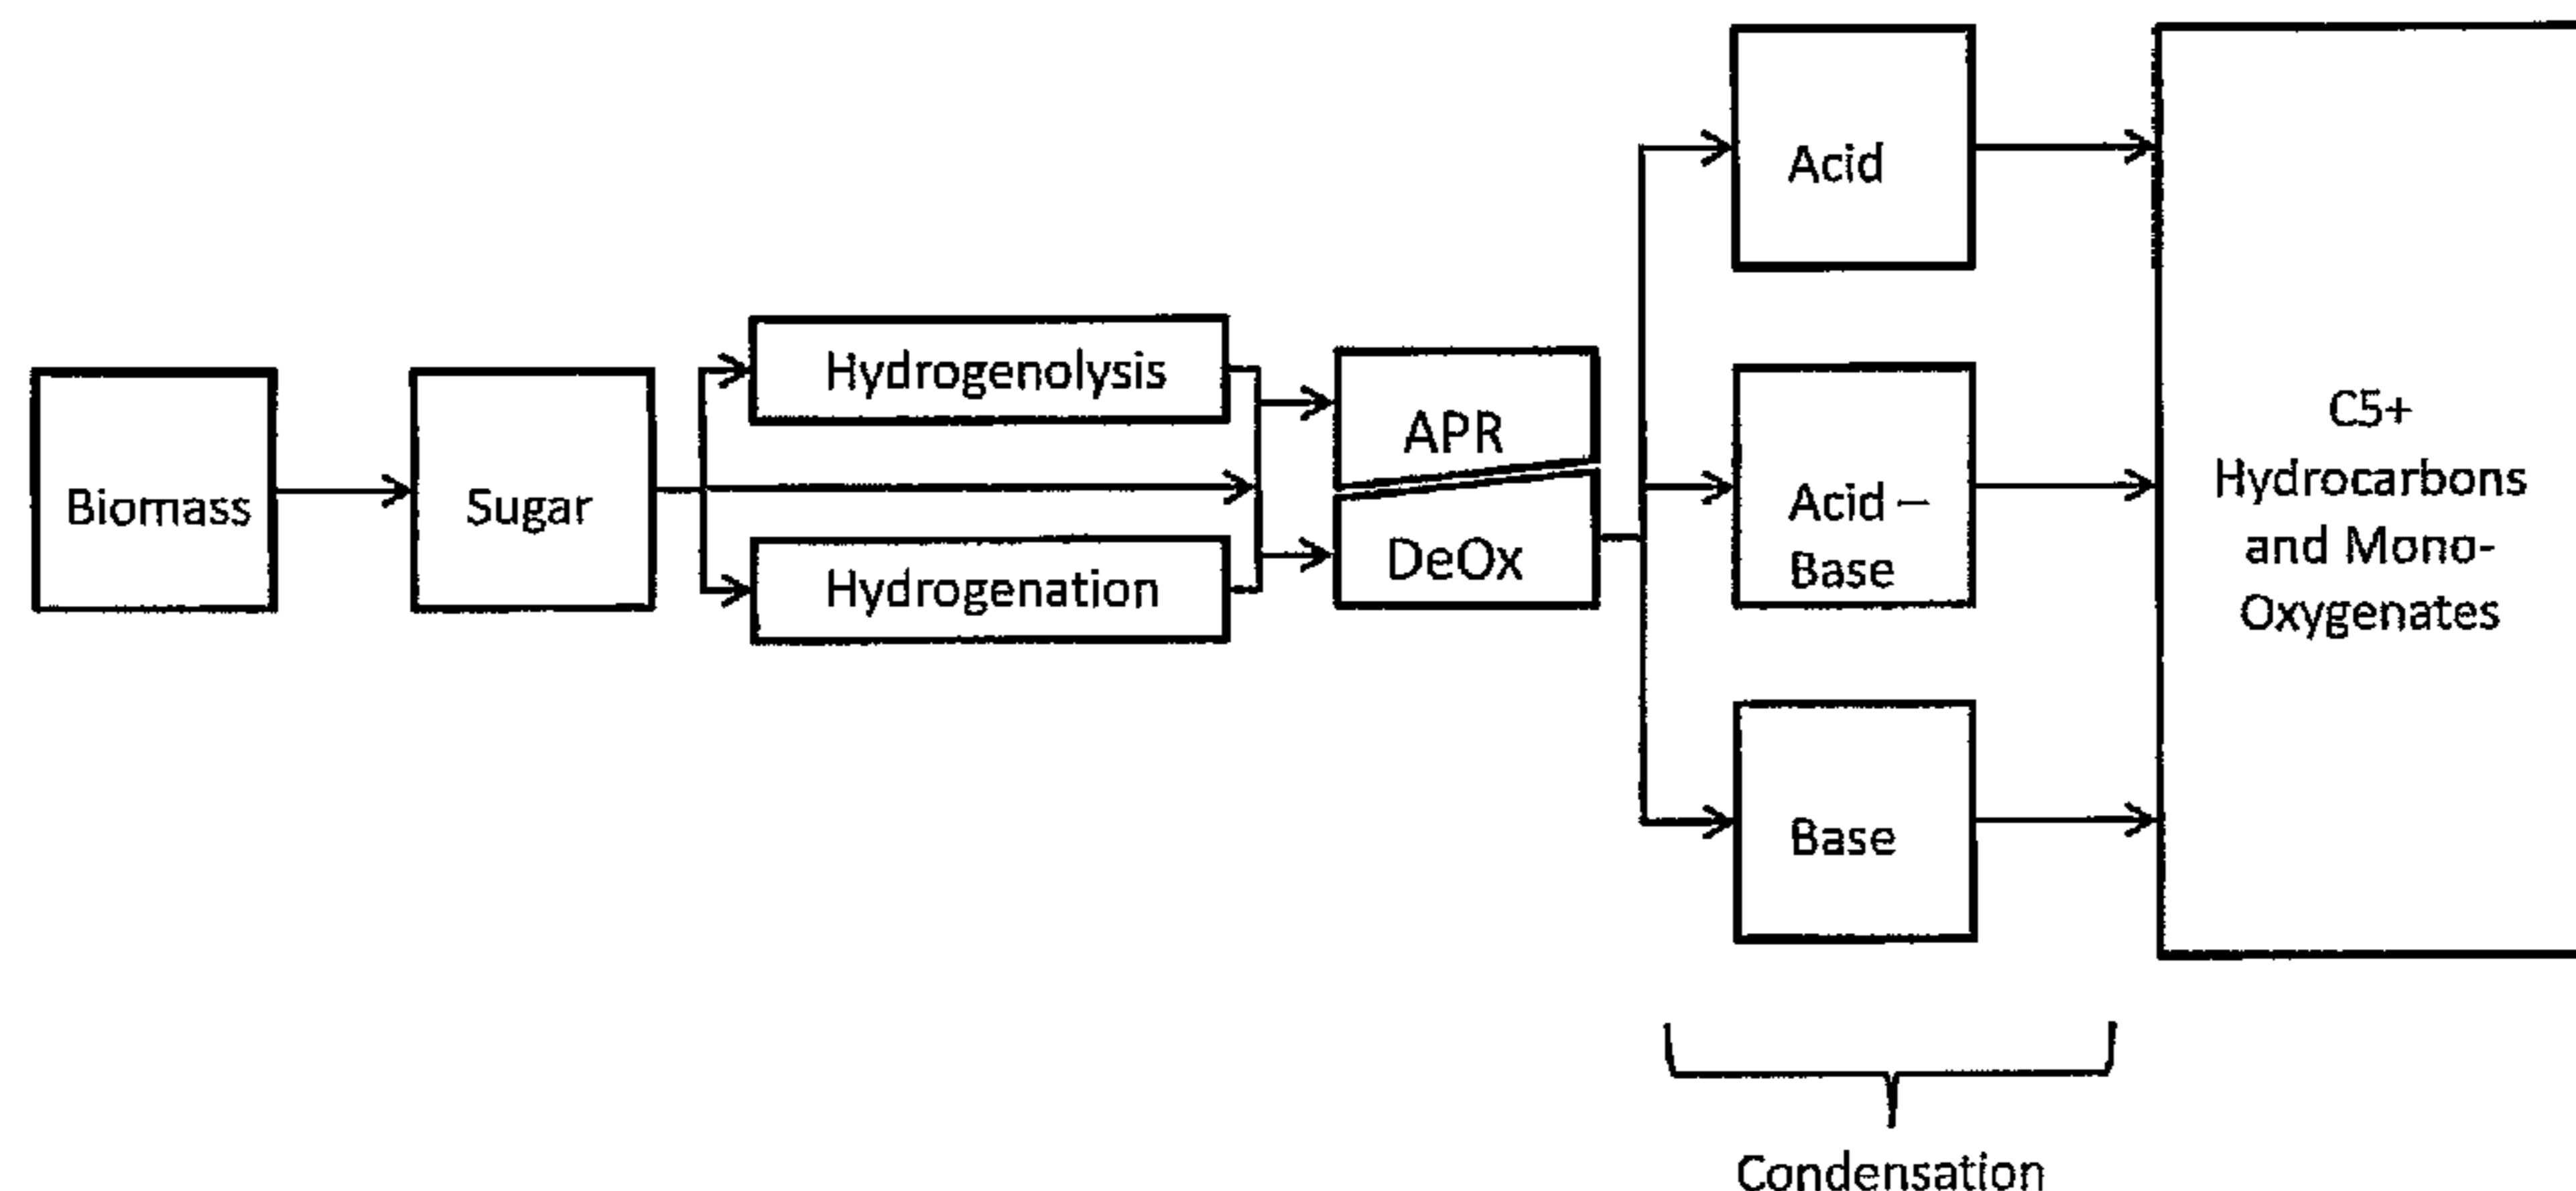 Biomass
Sugar
Hydrogenolysis
Hydrogenation
APR
DeOx
Acid
Acid –
Base
Base
C5+
Hydrocarbons
and Mono-
Oxygenates
Condensation